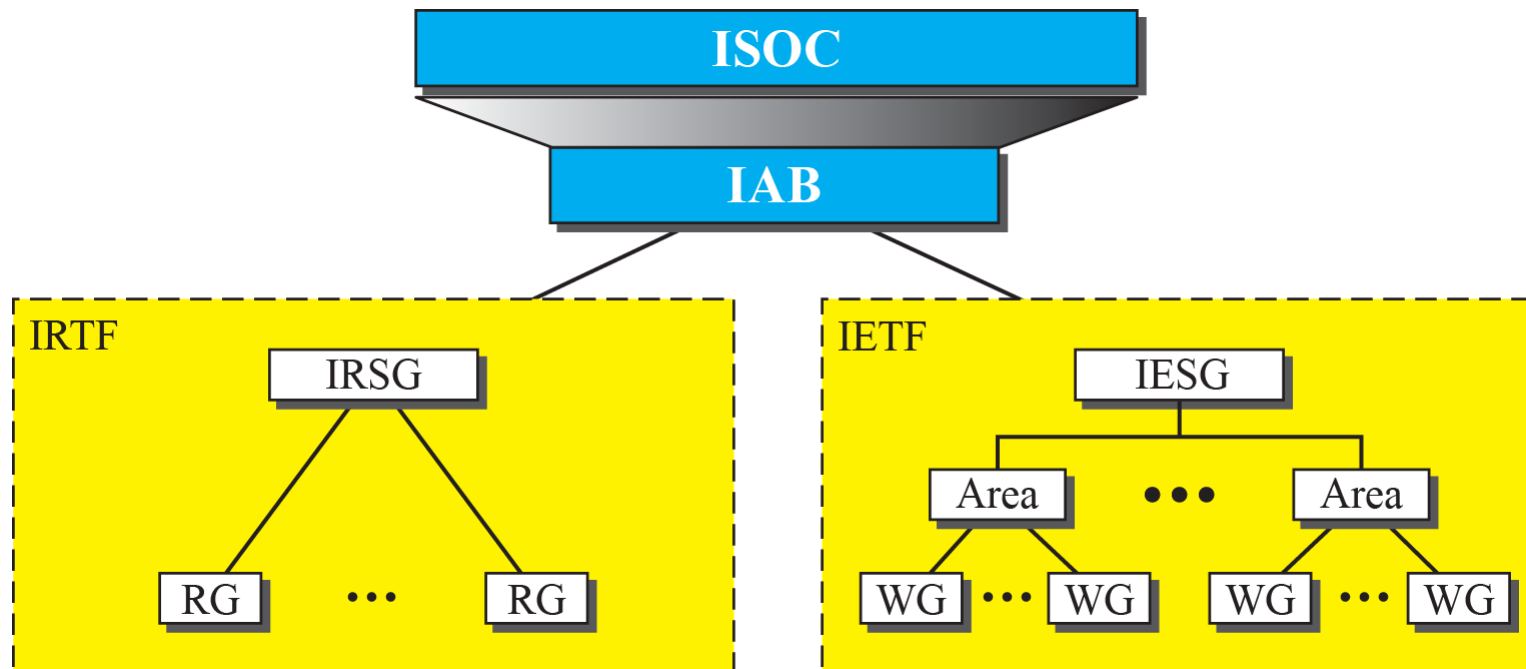 ISOC
IAB
IRTF
IRSG
RG
RG
IETF
IESG
Area
Area
WG
WG
WG
WG